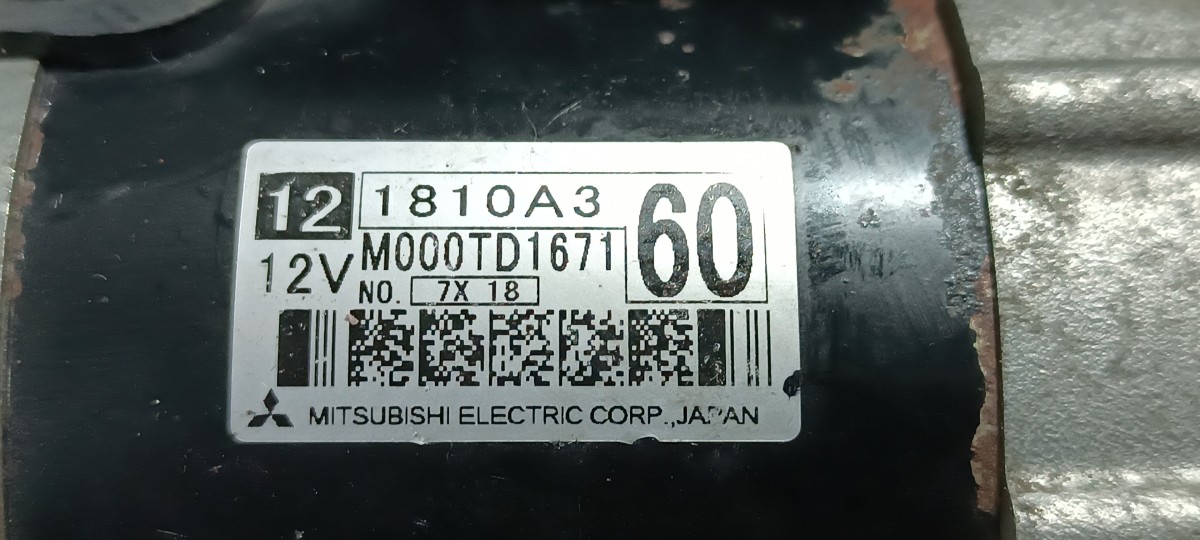 12 1810A3 60
12V M000TD1671
NO. 7X 18
MITSUBISHI ELECTRIC CORP.,JAPAN